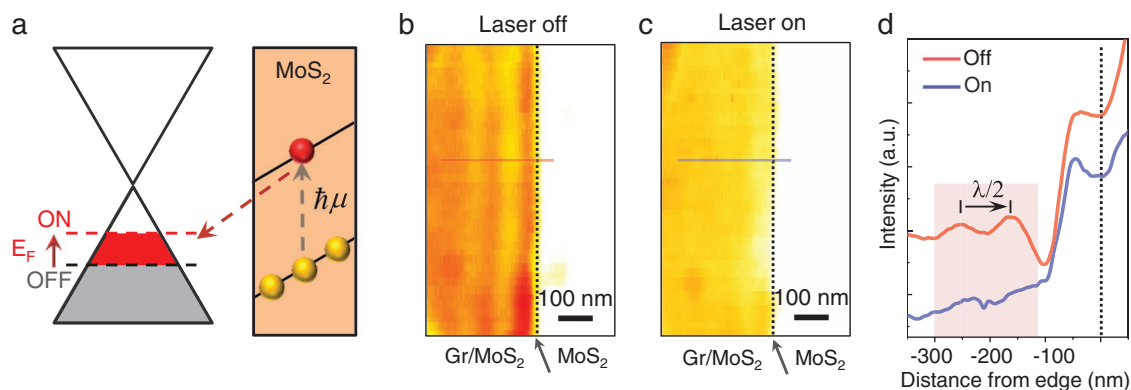 a
MoS₂
ON
E_F
OFF
ℏμ
b
Laser off
100 nm
Gr/MoS₂
MoS₂
c
Laser on
100 nm
Gr/MoS₂
MoS₂
d
Off
On
λ/2
Intensity (a.u.)
-300
-200
-100
0
Distance from edge (nm)